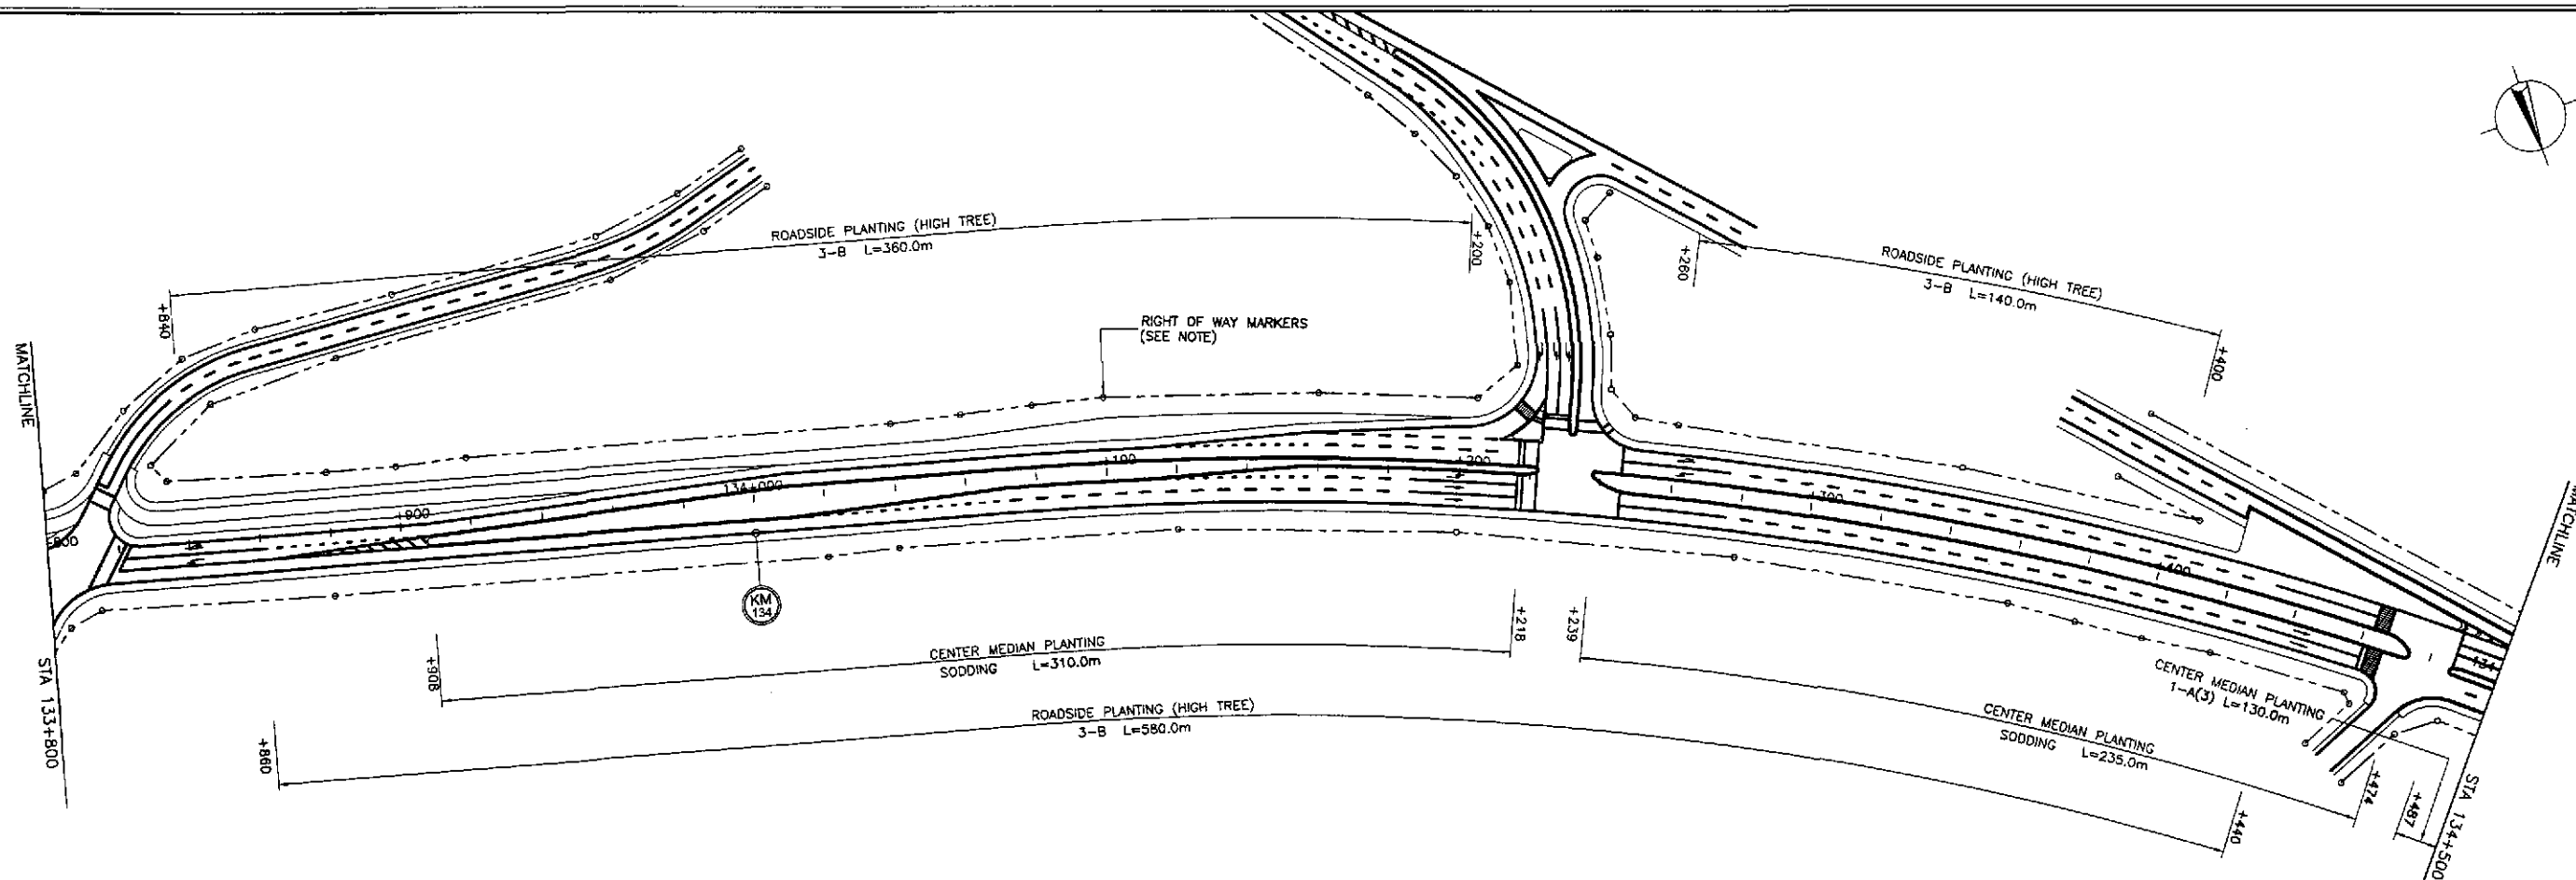 ROADSIDE PLANTING (HIGH TREE)
3-B L=360.0m
+840
+200
+260
ROADSIDE PLANTING (HIGH TREE)
3-B L=140.0m
+400
RIGHT OF WAY MARKERS
(SEE NOTE)
MATCHLINE
STA 133+800
+900
134+000
+100
+200
+300
+400
MATCHLINE
STA 134+500
KM
134
CENTER MEDIAN PLANTING
SODDING L=310.0m
+908
+218
+239
ROADSIDE PLANTING (HIGH TREE)
3-B L=580.0m
+860
+440
CENTER MEDIAN PLANTING
1-A(3) L=130.0m
CENTER MEDIAN PLANTING
SODDING L=235.0m
+474
+487